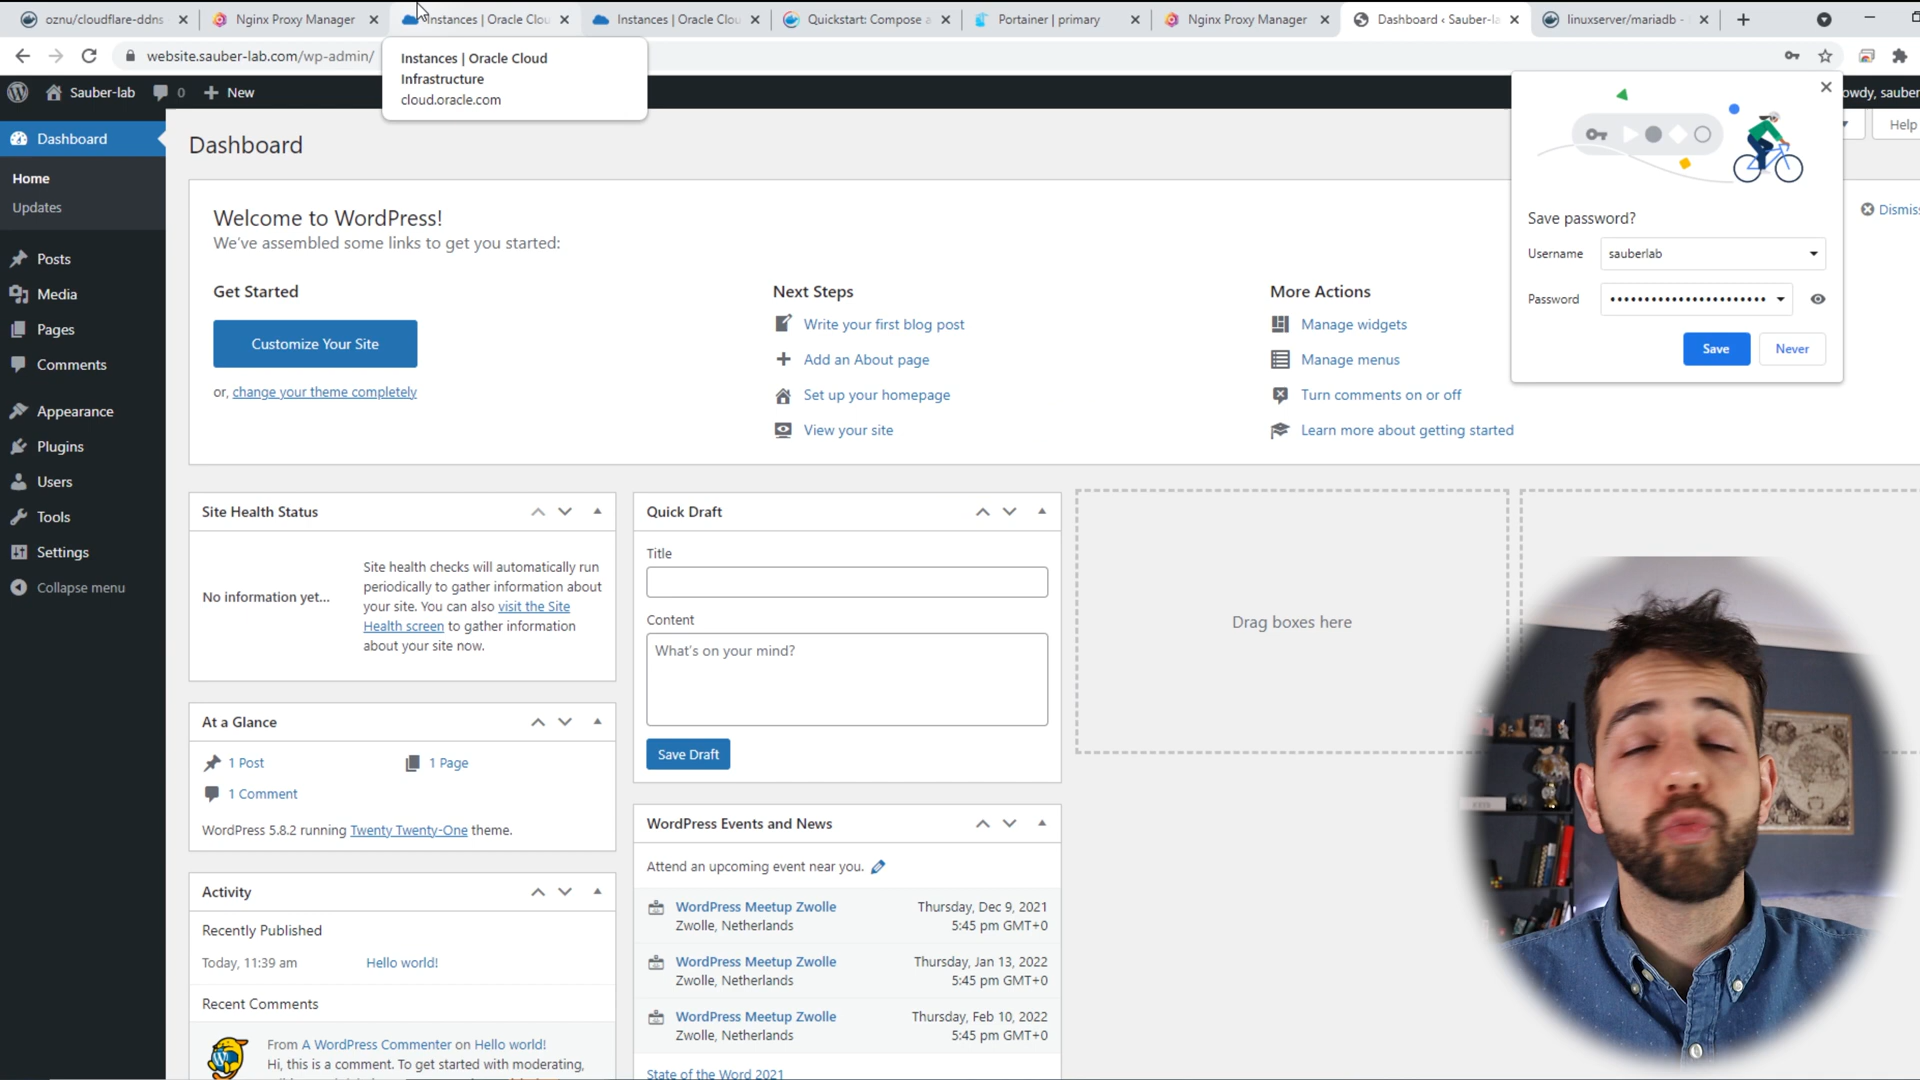 oznu/cloudflare-ddns
Nginx Proxy Manager
Instances | Oracle Clou
Instances | Oracle Clou
Quickstart: Compose a
Portainer | primary
Nginx Proxy Manager
Dashboard ‹ Sauber-la
linuxserver/mariadb -
website.sauber-lab.com/wp-admin/
Instances | Oracle Cloud
Infrastructure
cloud.oracle.com
Sauber-lab
0
New
owdy, sauber
Help
Dashboard
Home
Updates
Posts
Media
Pages
Comments
Appearance
Plugins
Users
Tools
Settings
Collapse menu
Dashboard
Welcome to WordPress!
We've assembled some links to get you started:
Dismis
Get Started
Customize Your Site
or, change your theme completely
Next Steps
Write your first blog post
Add an About page
Set up your homepage
View your site
More Actions
Manage widgets
Manage menus
Turn comments on or off
Learn more about getting started
Save password?
Username
sauberlab
Password
Save
Never
Site Health Status
No information yet...
Site health checks will automatically run
periodically to gather information about
your site. You can also visit the Site
Health screen to gather information
about your site now.
At a Glance
1 Post
1 Page
1 Comment
WordPress 5.8.2 running Twenty Twenty-One theme.
Activity
Recently Published
Today, 11:39 am
Hello world!
Recent Comments
From A WordPress Commenter on Hello world!
Hi, this is a comment. To get started with moderating,
Quick Draft
Title
Content
What's on your mind?
Save Draft
WordPress Events and News
Attend an upcoming event near you.
WordPress Meetup Zwolle
Zwolle, Netherlands
Thursday, Dec 9, 2021
5:45 pm GMT+0
WordPress Meetup Zwolle
Zwolle, Netherlands
Thursday, Jan 13, 2022
5:45 pm GMT+0
WordPress Meetup Zwolle
Zwolle, Netherlands
Thursday, Feb 10, 2022
5:45 pm GMT+0
State of the Word 2021
Drag boxes here